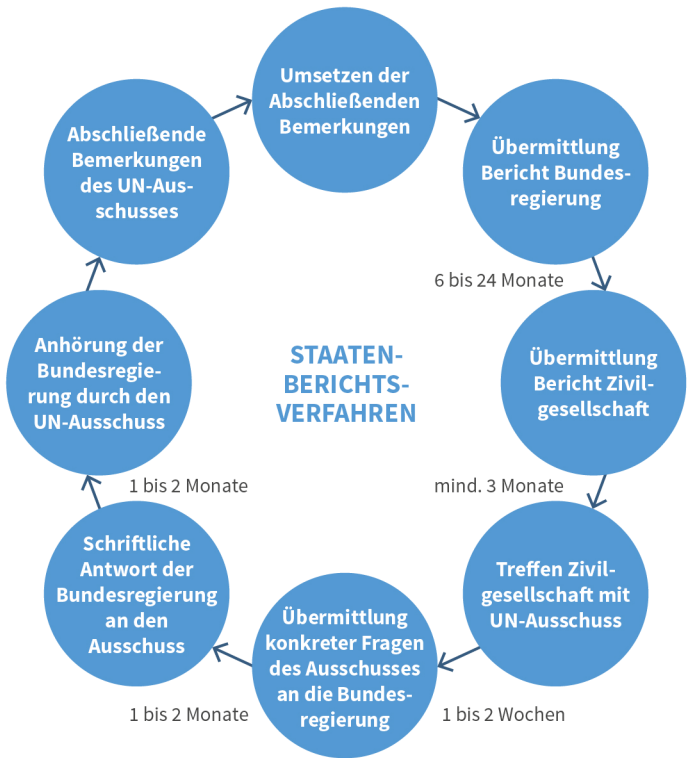 Umsetzen der
Abschließenden
Bemerkungen
Übermittlung
Bericht Bundes-
regierung
6 bis 24 Monate
Übermittlung
Bericht Zivil-
gesellschaft
mind. 3 Monate
Treffen Zivil-
gesellschaft mit
UN-Ausschuss
1 bis 2 Wochen
Übermittlung
konkreter Fragen
des Ausschusses
an die Bundes-
regierung
1 bis 2 Monate
Schriftliche
Antwort der
Bundesregierung
an den
Ausschuss
1 bis 2 Monate
Anhörung der
Bundesregie-
rung durch den
UN-Ausschuss
Abschließende
Bemerkungen
des UN-Aus-
schusses
STAATEN-
BERICHTS-
VERFAHREN